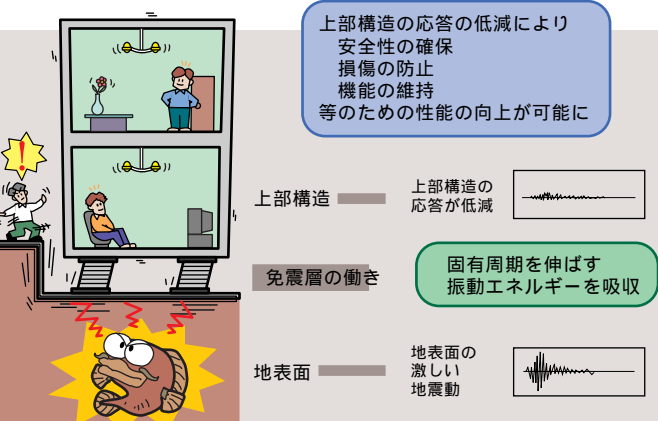 上部構造の応答の低減により
安全性の確保
損傷の防止
機能の維持
等のための性能の向上が可能に
!
上部構造
上部構造の
応答が低減
免震層の働き
固有周期を伸ばす
振動エネルギーを吸収
地表面
地表面の
激しい
地震動